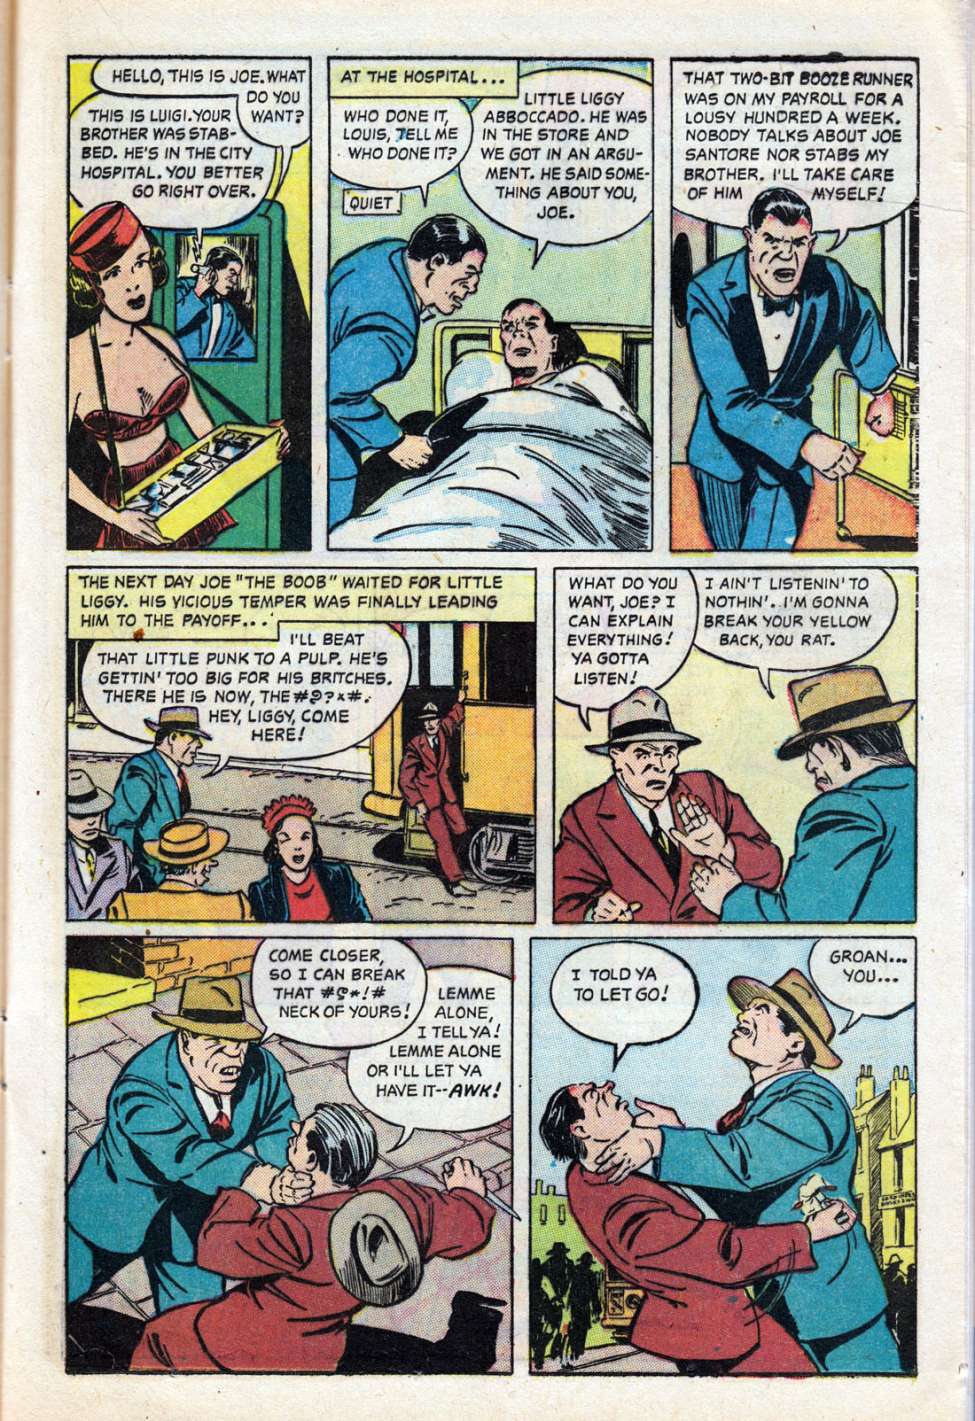 HELLO, THIS IS JOE. WHAT
DO YOU
WANT?
THIS IS LUIGI. YOUR
BROTHER WAS STAB-
BED. HE'S IN THE CITY
HOSPITAL. YOU BETTER
GO RIGHT OVER.
AT THE HOSPITAL...
WHO DONE IT,
LOUIS, TELL ME
WHO DONE IT?
QUIET
LITTLE LIGGY
ABBOCCADO. HE WAS
IN THE STORE AND
WE GOT IN AN ARGU-
MENT. HE SAID SOME-
THING ABOUT YOU,
JOE.
THAT TWO-BIT BOOZE RUNNER
WAS ON MY PAYROLL FOR A
LOUSY HUNDRED A WEEK.
NOBODY TALKS ABOUT JOE
SANTORE NOR STABS MY
BROTHER. I'LL TAKE CARE
OF HIM MYSELF!
THE NEXT DAY JOE "THE BOOB" WAITED FOR LITTLE
LIGGY. HIS VICIOUS TEMPER WAS FINALLY LEADING
HIM TO THE PAYOFF...
I'LL BEAT
THAT LITTLE PUNK TO A PULP. HE'S
GETTIN' TOO BIG FOR HIS BRITCHES.
THERE HE IS NOW, THE #@?*#.
HEY, LIGGY, COME
HERE!
WHAT DO YOU
WANT, JOE? I
CAN EXPLAIN
EVERYTHING!
YA GOTTA
LISTEN!
I AIN'T LISTENIN' TO
NOTHIN'. I'M GONNA
BREAK YOUR YELLOW
BACK, YOU RAT.
COME CLOSER,
SO I CAN BREAK
THAT #@*!#
NECK OF YOURS!
LEMME
ALONE,
I TELL YA!
LEMME ALONE
OR I'LL LET YA
HAVE IT--AWK!
I TOLD YA
TO LET GO!
GROAN...
YOU...